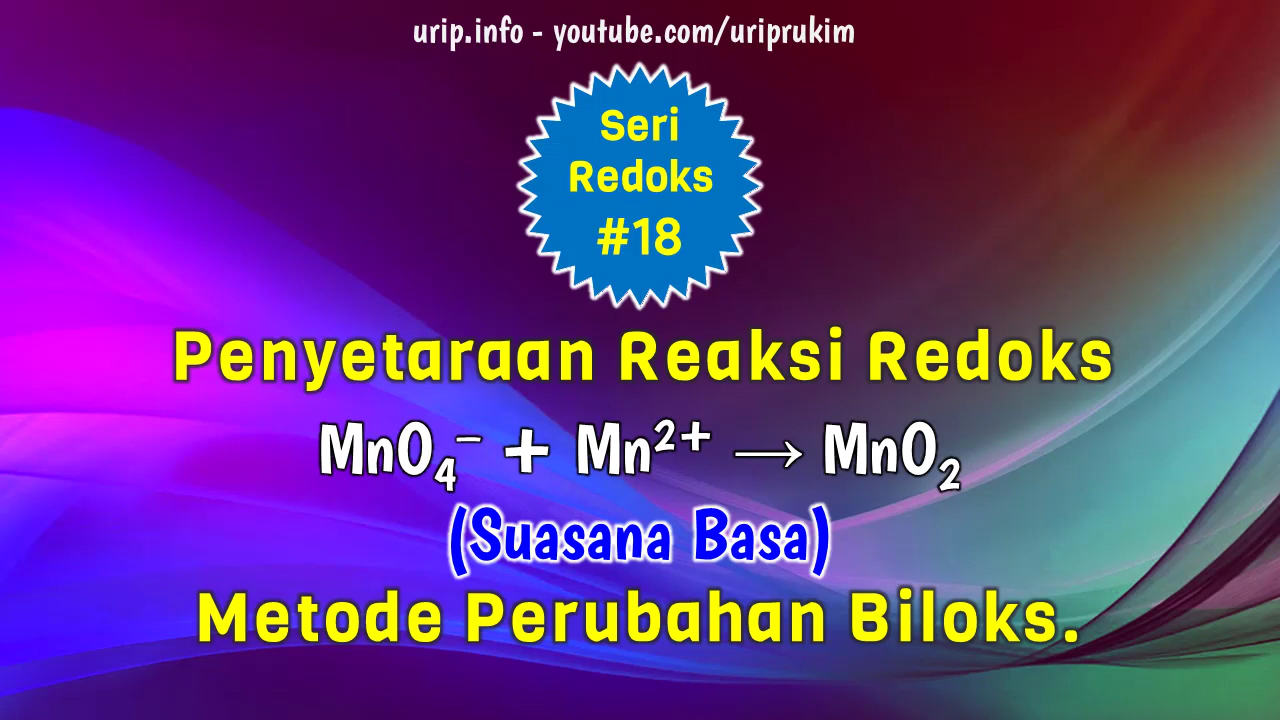 urip.info - youtube.com/uriprukim
Seri
Redoks
#18
Penyetaraan Reaksi Redoks
MnO₄⁻ + Mn²⁺ → MnO₂
(Suasana Basa)
Metode Perubahan Biloks.